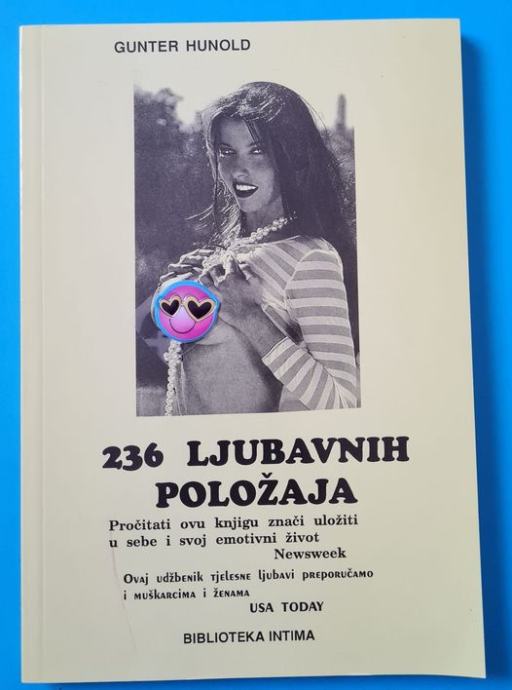 GUNTER HUNOLD
236 LJUBAVNIH
POLOŽAJA
Pročitati ovu knjigu znači uložiti
u sebe i svoj emotivni život
Newsweek
Ovaj udžbenik tjelesne ljubavi preporučamo
i muškarcima i ženama
USA TODAY
BIBLIOTEKA INTIMA